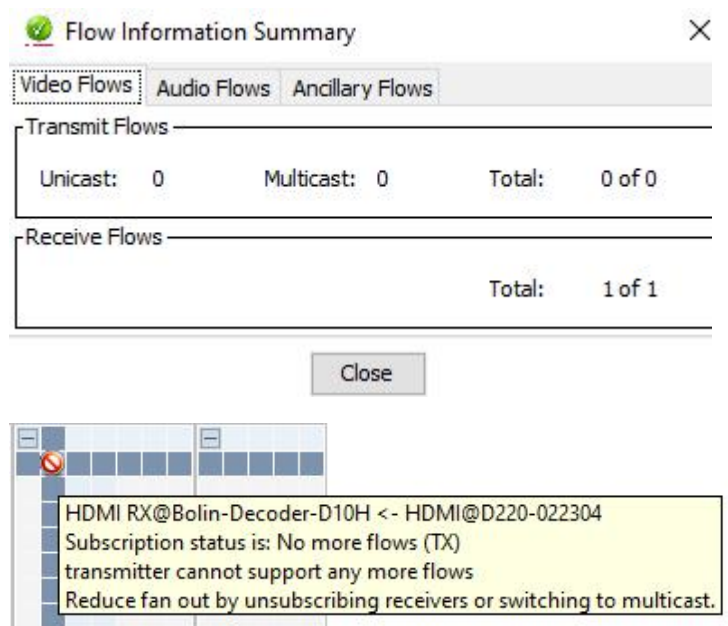 Flow Information Summary
Video Flows Audio Flows Ancillary Flows
Transmit Flows
Unicast: 0 Multicast: 0 Total: 0 of 0
Receive Flows
Total: 1 of 1
Close
HDMI RX@Bolin-Decoder-D10H <- HDMI@D220-022304
Subscription status is: No more flows (TX)
transmitter cannot support any more flows
Reduce fan out by unsubscribing receivers or switching to multicast.